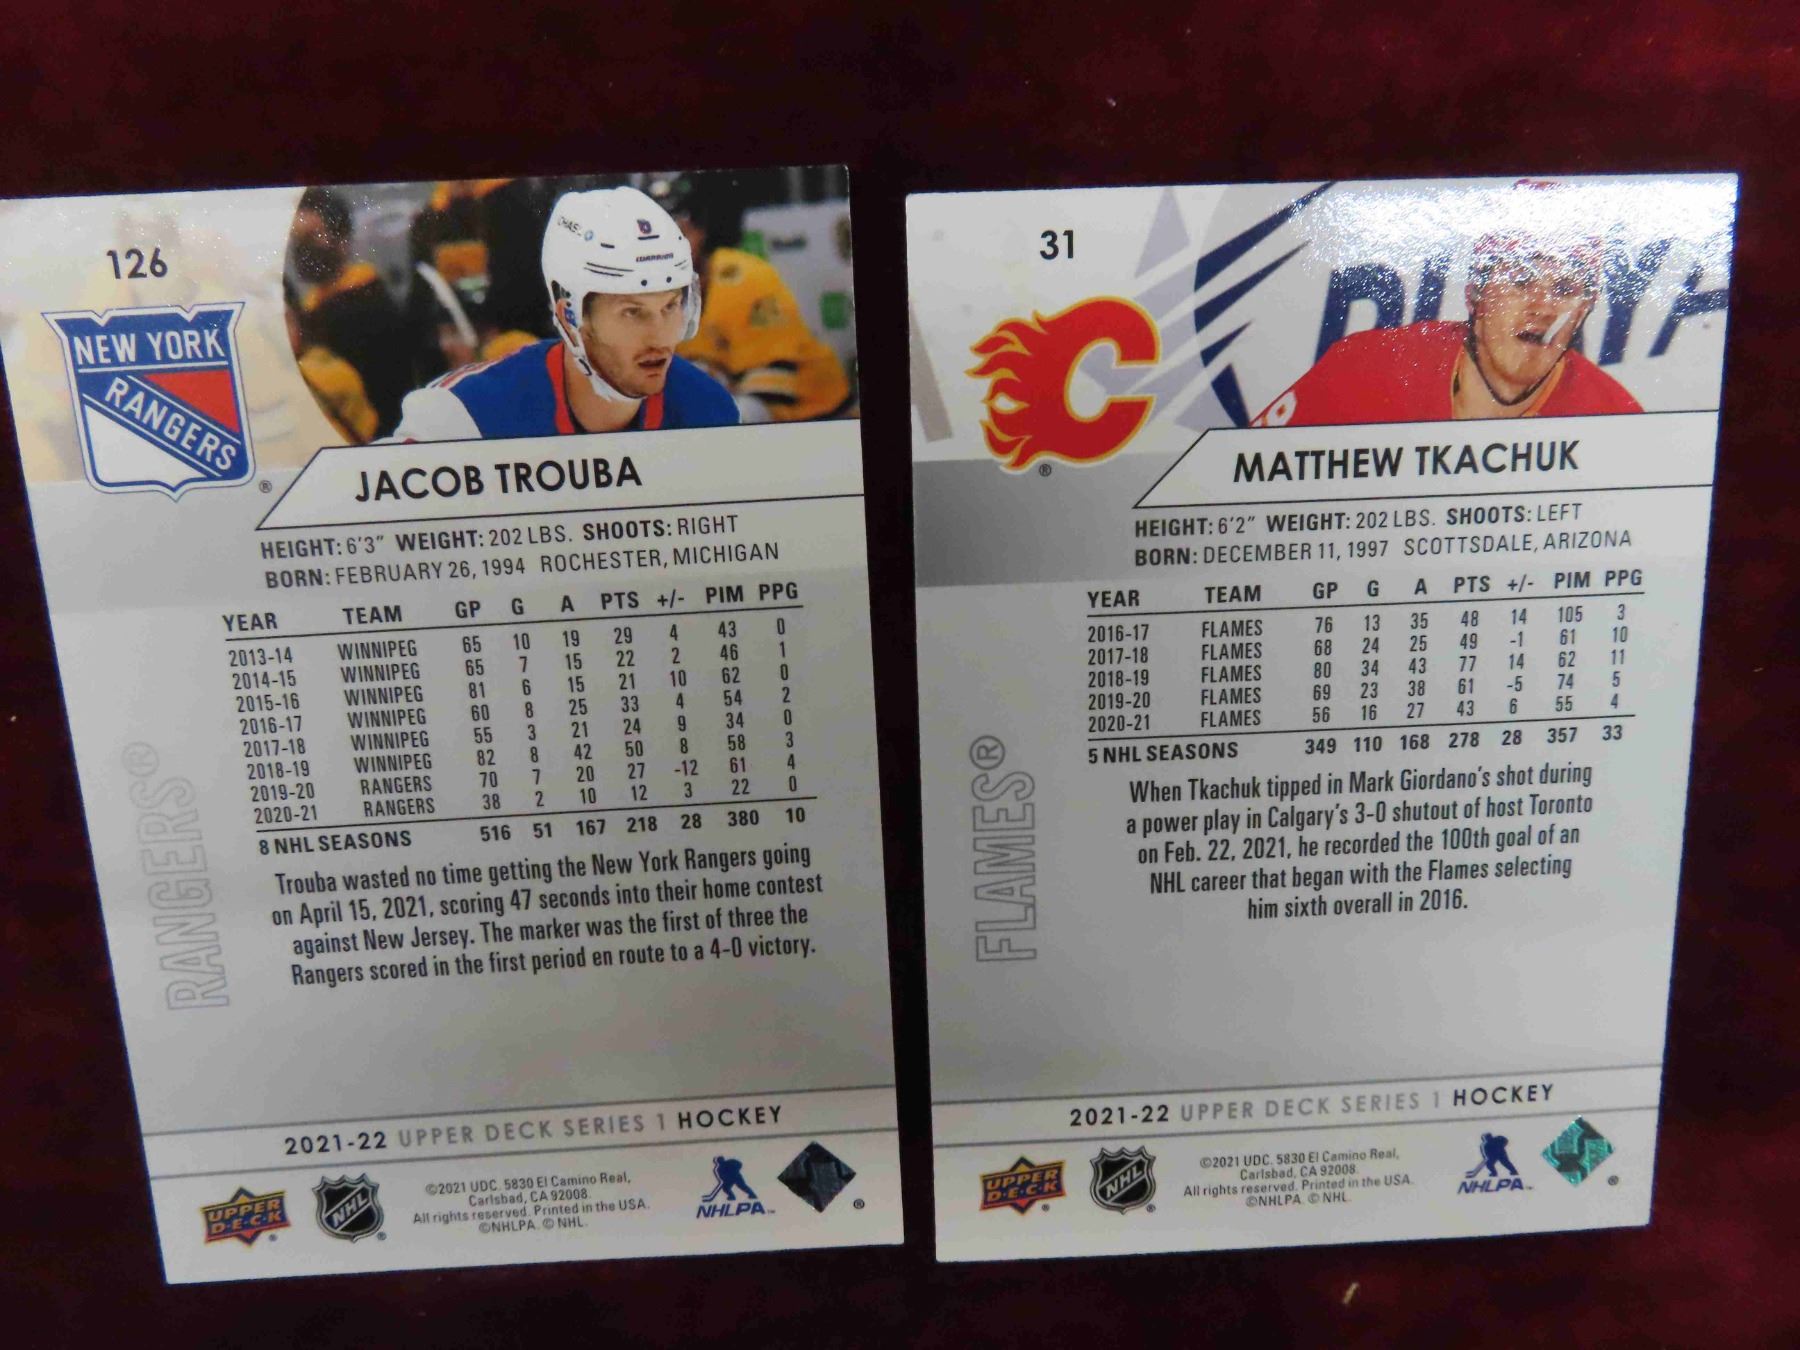 126
NEW YORK
RANGERS
®
CHASE
WARRIOR
JACOB TROUBA
HEIGHT: 6'3" WEIGHT: 202 LBS. SHOOTS: RIGHT
BORN: FEBRUARY 26, 1994 ROCHESTER, MICHIGAN
YEAR TEAM GP G A PTS +/- PIM PPG
2013-14 WINNIPEG 65 10 19 29 4 43 0
2014-15 WINNIPEG 65 7 15 22 2 46 1
2015-16 WINNIPEG 81 6 15 21 10 62 0
2016-17 WINNIPEG 60 8 25 33 4 54 2
2017-18 WINNIPEG 55 3 21 24 9 34 0
2018-19 WINNIPEG 82 8 42 50 8 58 3
2019-20 RANGERS 70 7 20 27 -12 61 4
2020-21 RANGERS 38 2 10 12 3 22 0
8 NHL SEASONS 516 51 167 218 28 380 10
Trouba wasted no time getting the New York Rangers going
on April 15, 2021, scoring 47 seconds into their home contest
against New Jersey. The marker was the first of three the
Rangers scored in the first period en route to a 4-0 victory.
RANGERS®
2021-22 UPPER DECK SERIES 1 HOCKEY
UPPER
D·E·C·K
®
NHL
®
©2021 UDC. 5830 El Camino Real,
Carlsbad, CA 92008.
All rights reserved. Printed in the USA.
©NHLPA. © NHL.
NHLPA™
®
31
C
®
MATTHEW TKACHUK
HEIGHT: 6'2" WEIGHT: 202 LBS. SHOOTS: LEFT
BORN: DECEMBER 11, 1997 SCOTTSDALE, ARIZONA
YEAR TEAM GP G A PTS +/- PIM PPG
2016-17 FLAMES 76 13 35 48 14 105 3
2017-18 FLAMES 68 24 25 49 -1 61 10
2018-19 FLAMES 80 34 43 77 14 62 11
2019-20 FLAMES 69 23 38 61 -5 74 5
2020-21 FLAMES 56 16 27 43 6 55 4
5 NHL SEASONS 349 110 168 278 28 357 33
When Tkachuk tipped in Mark Giordano's shot during
a power play in Calgary's 3-0 shutout of host Toronto
on Feb. 22, 2021, he recorded the 100th goal of an
NHL career that began with the Flames selecting
him sixth overall in 2016.
FLAMES®
2021-22 UPPER DECK SERIES 1 HOCKEY
UPPER
D·E·C·K
®
NHL
®
©2021 UDC. 5830 El Camino Real,
Carlsbad, CA 92008.
All rights reserved. Printed in the USA.
©NHLPA. © NHL.
NHLPA™
®